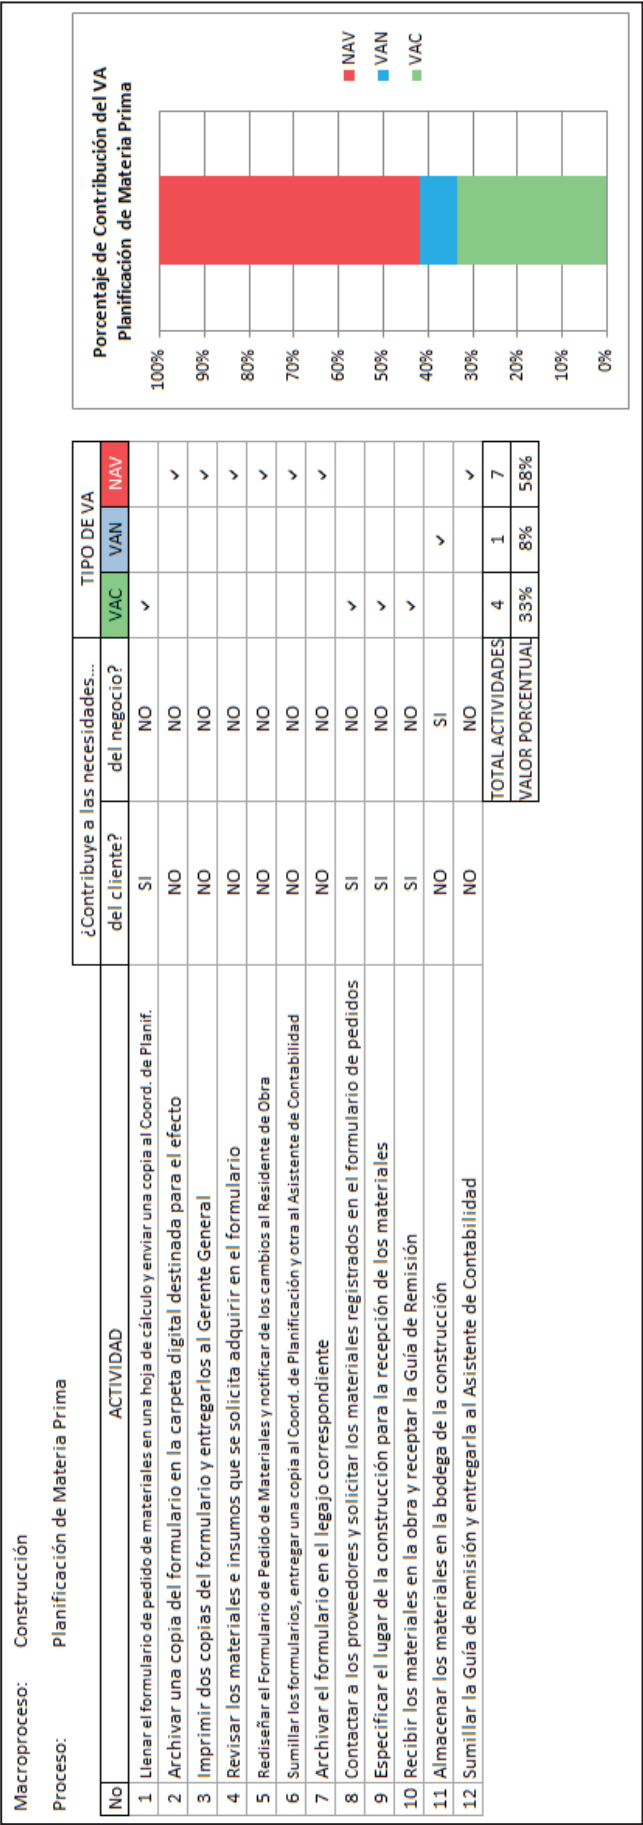 Macroproceso: Construcción
Proceso: Planificación de Materia Prima
¿Contribuye a las necesidades... TIPO DE VA
No ACTIVIDAD del cliente? del negocio? VAC VAN NAV
1 Llenar el formulario de pedido de materiales en una hoja de cálculo y enviar una copia al Coord. de Planif. SI NO ✓
2 Archivar una copia del formulario en la carpeta digital destinada para el efecto NO NO ✓
3 Imprimir dos copias del formulario y entregarlos al Gerente General NO NO ✓
4 Revisar los materiales e insumos que se solicita adquirir en el formulario NO NO ✓
5 Rediseñar el Formulario de Pedido de Materiales y notificar de los cambios al Residente de Obra NO NO ✓
6 Sumillar los formularios, entregar una copia al Coord. de Planificación y otra al Asistente de Contabilidad NO NO ✓
7 Archivar el formulario en el legajo correspondiente NO NO ✓
8 Contactar a los proveedores y solicitar los materiales registrados en el formulario de pedidos SI NO ✓
9 Especificar el lugar de la construcción para la recepción de los materiales SI NO ✓
10 Recibir los materiales en la obra y receptar la Guía de Remisión SI NO ✓
11 Almacenar los materiales en la bodega de la construcción NO SI ✓
12 Sumillar la Guía de Remisión y entregarla al Asistente de Contabilidad NO NO ✓
TOTAL ACTIVIDADES 4 1 7
VALOR PORCENTUAL 33% 8% 58%
Porcentaje de Contribución del VA
Planificación de Materia Prima
100%
90%
80%
70%
60%
50%
40%
30%
20%
10%
0%
NAV
VAN
VAC